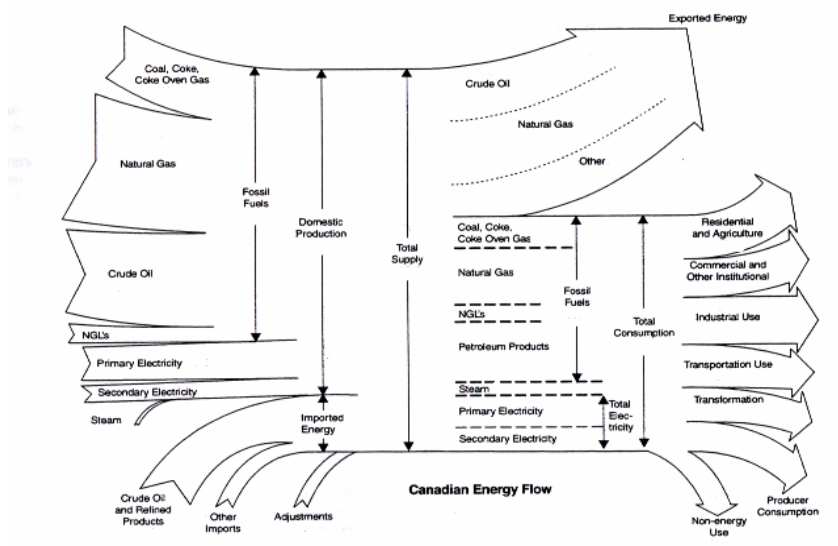 Exported Energy
Coal, Coke,
Coke Oven Gas
Natural Gas
Crude Oil
NGL's
Primary Electricity
Secondary Electricity
Steam
Crude Oil
and Refined
Products
Other
Imports
Adjustments
Fossil
Fuels
Domestic
Production
Imported
Energy
Total
Supply
Crude Oil
Natural Gas
Other
Coal, Coke,
Coke Oven Gas
Natural Gas
NGL's
Petroleum Products
Steam
Primary Electricity
Secondary Electricity
Fossil
Fuels
Total
Elec-
tricity
Total
Consumption
Residential
and Agriculture
Commercial and
Other Institutional
Industrial Use
Transportation Use
Transformation
Producer
Consumption
Non-energy
Use
Canadian Energy Flow